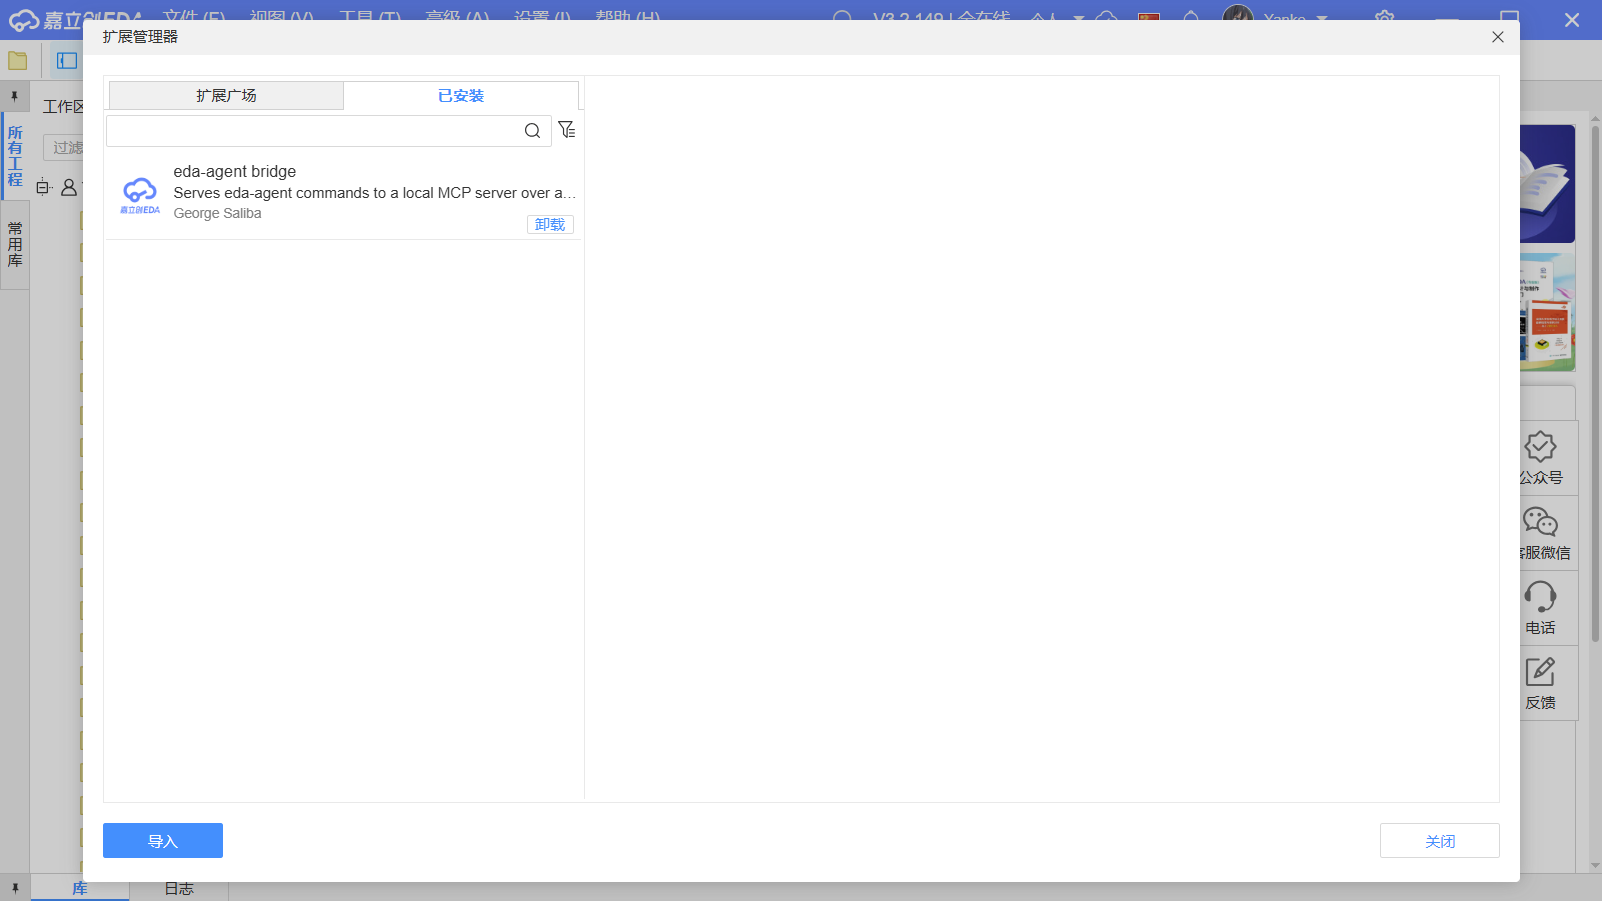 扩展管理器
工作区
所有工程
过滤
常用库
扩展广场
已安装
eda-agent bridge
Serves eda-agent commands to a local MCP server over a…
George Saliba
嘉立创EDA
卸载
公众号
客服微信
电话
反馈
导入
关闭
库
日志